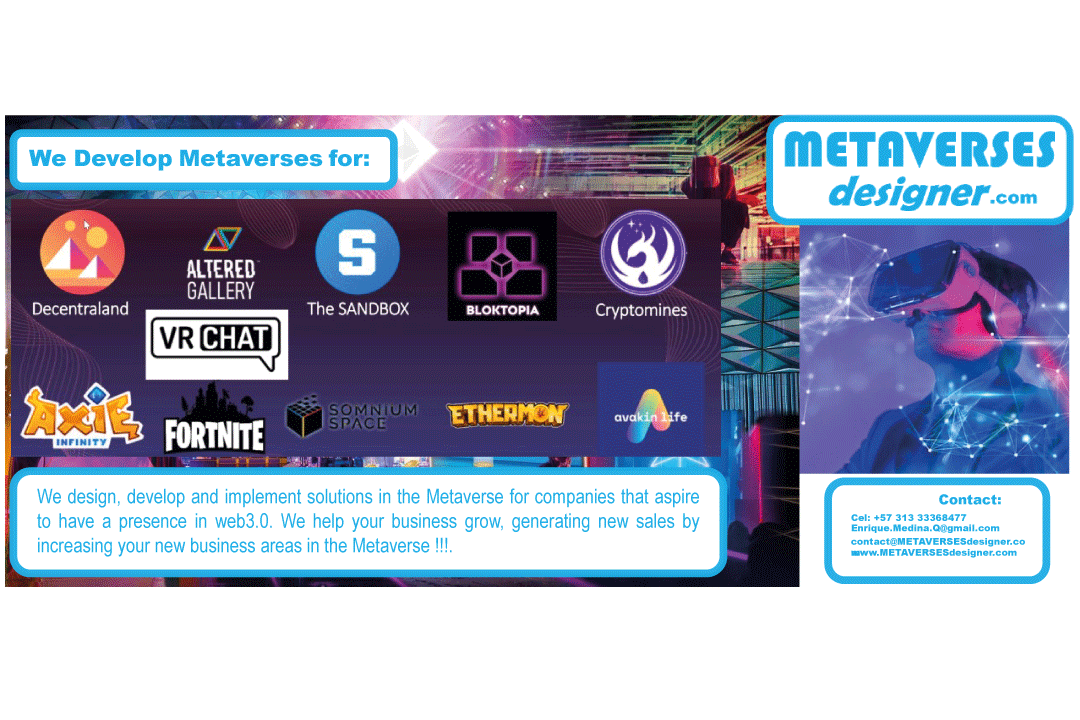 We Develop Metaverses for:
METAVERSES
designer.com
Decentraland
ALTERED
GALLERY
S
The SANDBOX
BLOKTOPIA
Cryptomines
VR CHAT
AXIE
INFINITY
FORTNITE
SOMNIUM
SPACE
ETHERMON
avakin life
We design, develop and implement solutions in the Metaverse for companies that aspire
to have a presence in web3.0. We help your business grow, generating new sales by
increasing your new business areas in the Metaverse !!!.
Contact:
Cel: +57 313 33368477
Enrique.Medina.Q@gmail.com
contact@METAVERSESdesigner.co
www.METAVERSESdesigner.com